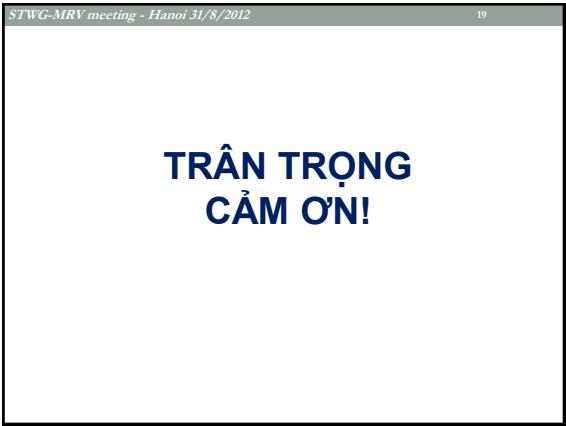 STWG-MRV meeting - Hanoi 31/8/2012 19
TRÂN TRỌNG
CẢM ƠN!